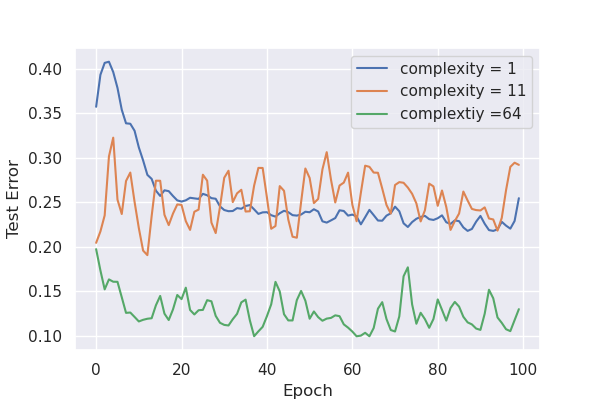 0.40
0.35
0.30
0.25
0.20
0.15
0.10
Test Error
complexity = 1
complexity = 11
complextiy =64
0 20 40 60 80 100
Epoch